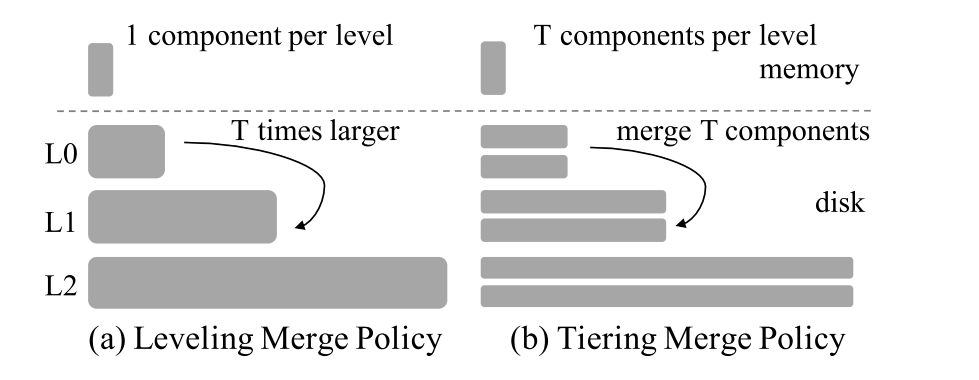 1 component per level
T components per level
memory
T times larger
merge T components
L0
L1
disk
L2
(a) Leveling Merge Policy
(b) Tiering Merge Policy